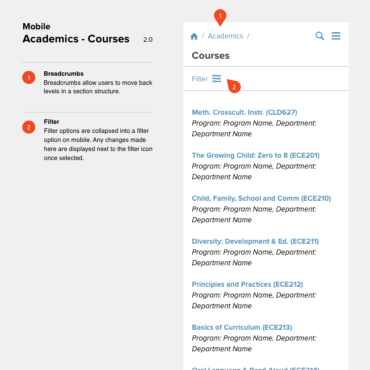 Mobile
Academics - Courses 2.0
1
Breadcrumbs
Breadcrumbs allow users to move back
levels in a section structure.
2
Filter
Filter options are collapsed into a filter
option on mobile. Any changes made
here are displayed next to the filter icon
once selected.
1
/ Academics /
Courses
Filter
2
Meth. Crosscult. Instr. (CLD627)
Program: Program Name, Department:
Department Name
The Growing Child: Zero to 8 (ECE201)
Program: Program Name, Department:
Department Name
Child, Family, School and Comm (ECE210)
Program: Program Name, Department:
Department Name
Diversity: Development & Ed. (ECE211)
Program: Program Name, Department:
Department Name
Principles and Practices (ECE212)
Program: Program Name, Department:
Department Name
Basics of Curriculum (ECE213)
Program: Program Name, Department:
Department Name